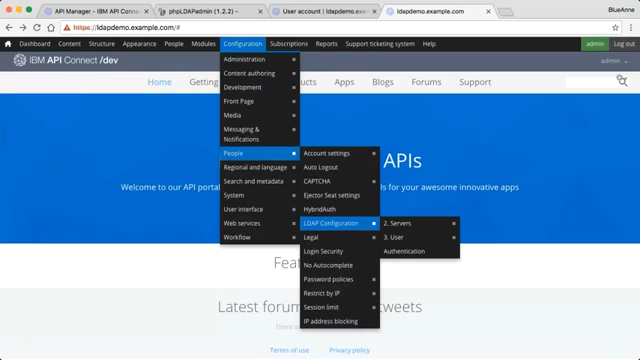 API Manager - IBM API Connect
phpLDAPadmin (1.2.2) -
User account | ldapdemo.exam
ldapdemo.example.com
BlueAnne
https://ldapdemo.example.com/#
Dashboard Content Structure Appearance People Modules Configuration Subscriptions Reports Support ticketing system Help admin Log out
IBM API Connect /dev
admin
Home Getting ucts Apps Blogs Forums Support
Administration
Content authoring
Development
Front Page
Media
Messaging &
Notifications
People
Regional and language
Search and metadata
System
User interface
Web services
Workflow
Account settings
Auto Logout
CAPTCHA
Ejector Seat settings
HybridAuth
LDAP Configuration
Legal
Login Security
No Autocomplete
Password policies
Restrict by IP
Session limit
IP address blocking
2. Servers
3. User
Authentication
APIs
Welcome to our API portal ds for your awesome innovative apps
Fea
Latest forum tweets
There a
Terms of use Privacy policy